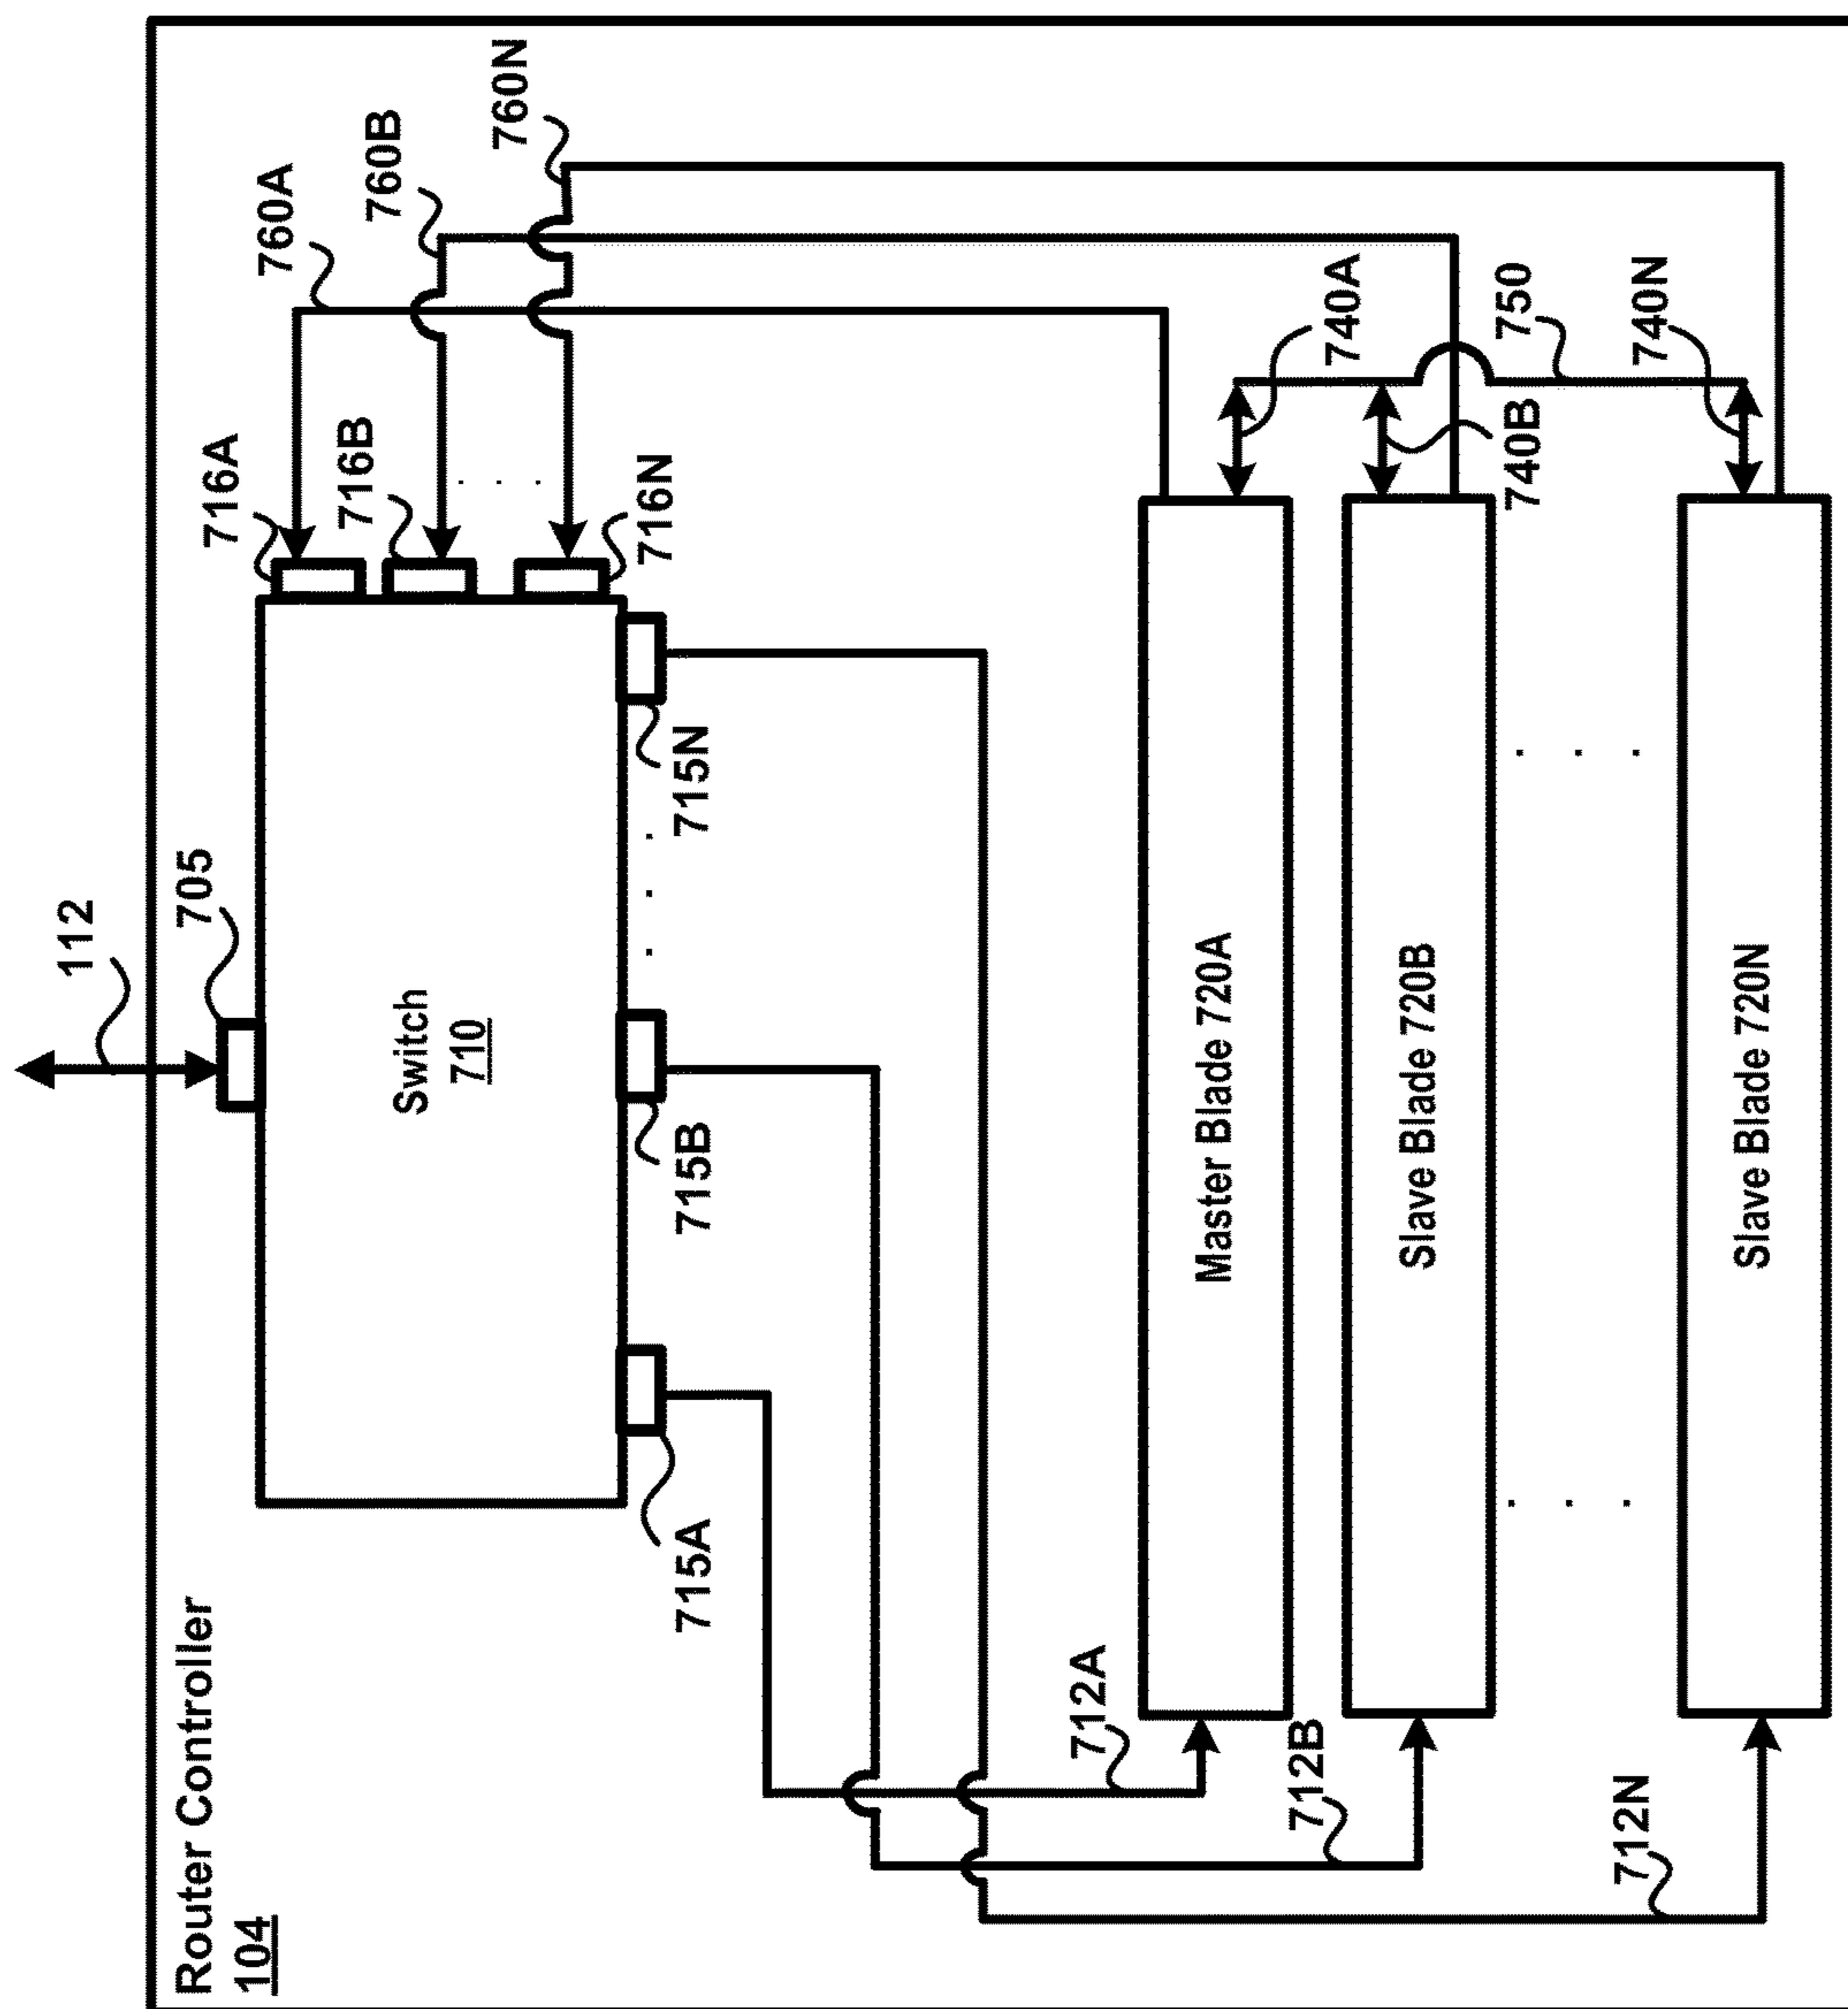 Router Controller
104
112
705
Switch
710
716A
716B
716N
760A
760B
760N
715A
715B
715N
712A
712B
712N
Master Blade 720A
Slave Blade 720B
Slave Blade 720N
740A
740B
750
740N